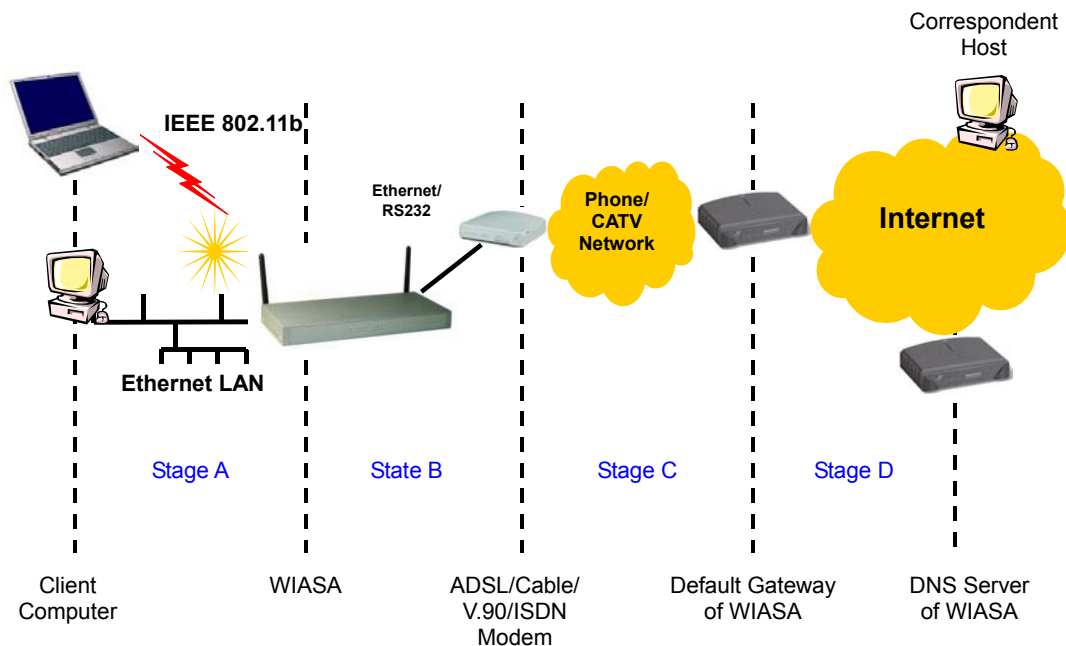 Correspondent
Host
IEEE 802.11b
Ethernet/
RS232
Phone/
CATV
Network
Internet
Ethernet LAN
Stage A
State B
Stage C
Stage D
Client
Computer
WIASA
ADSL/Cable/
V.90/ISDN
Modem
Default Gateway
of WIASA
DNS Server
of WIASA